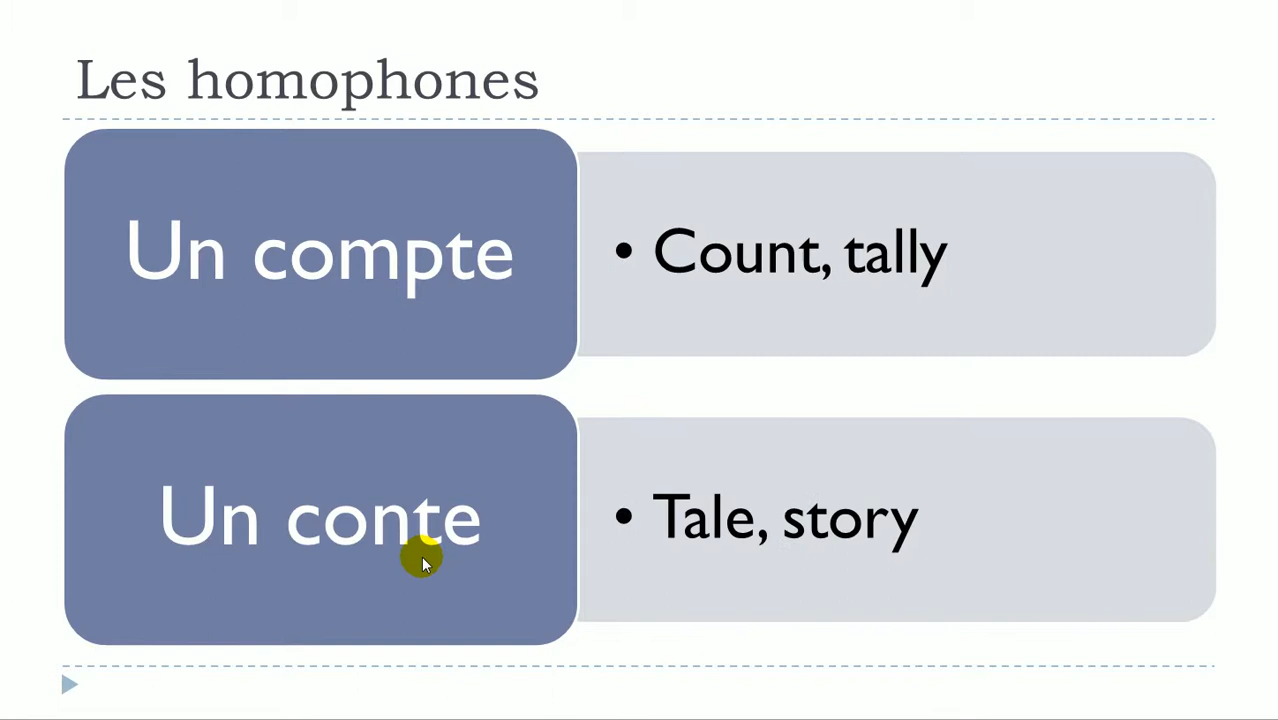 Les homophones
Un compte
• Count, tally
Un conte
• Tale, story